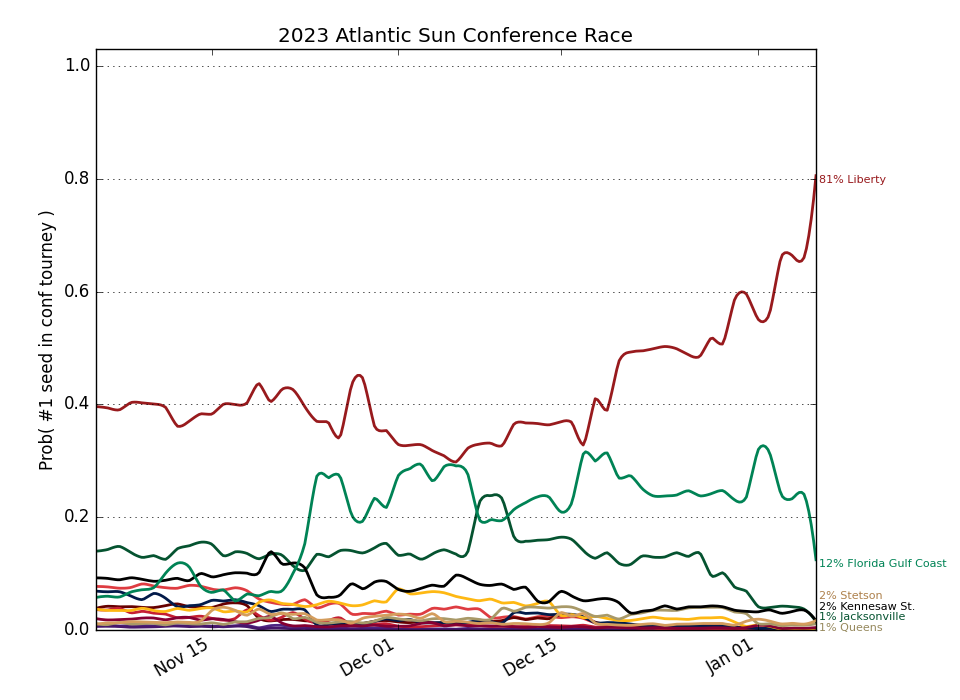 2023 Atlantic Sun Conference Race
Prob( #1 seed in conf tourney )
1.0
0.8
0.6
0.4
0.2
0.0
Nov 15
Dec 01
Dec 15
Jan 01
81% Liberty
12% Florida Gulf Coast
2% Stetson
2% Kennesaw St.
1% Jacksonville
1% Queens